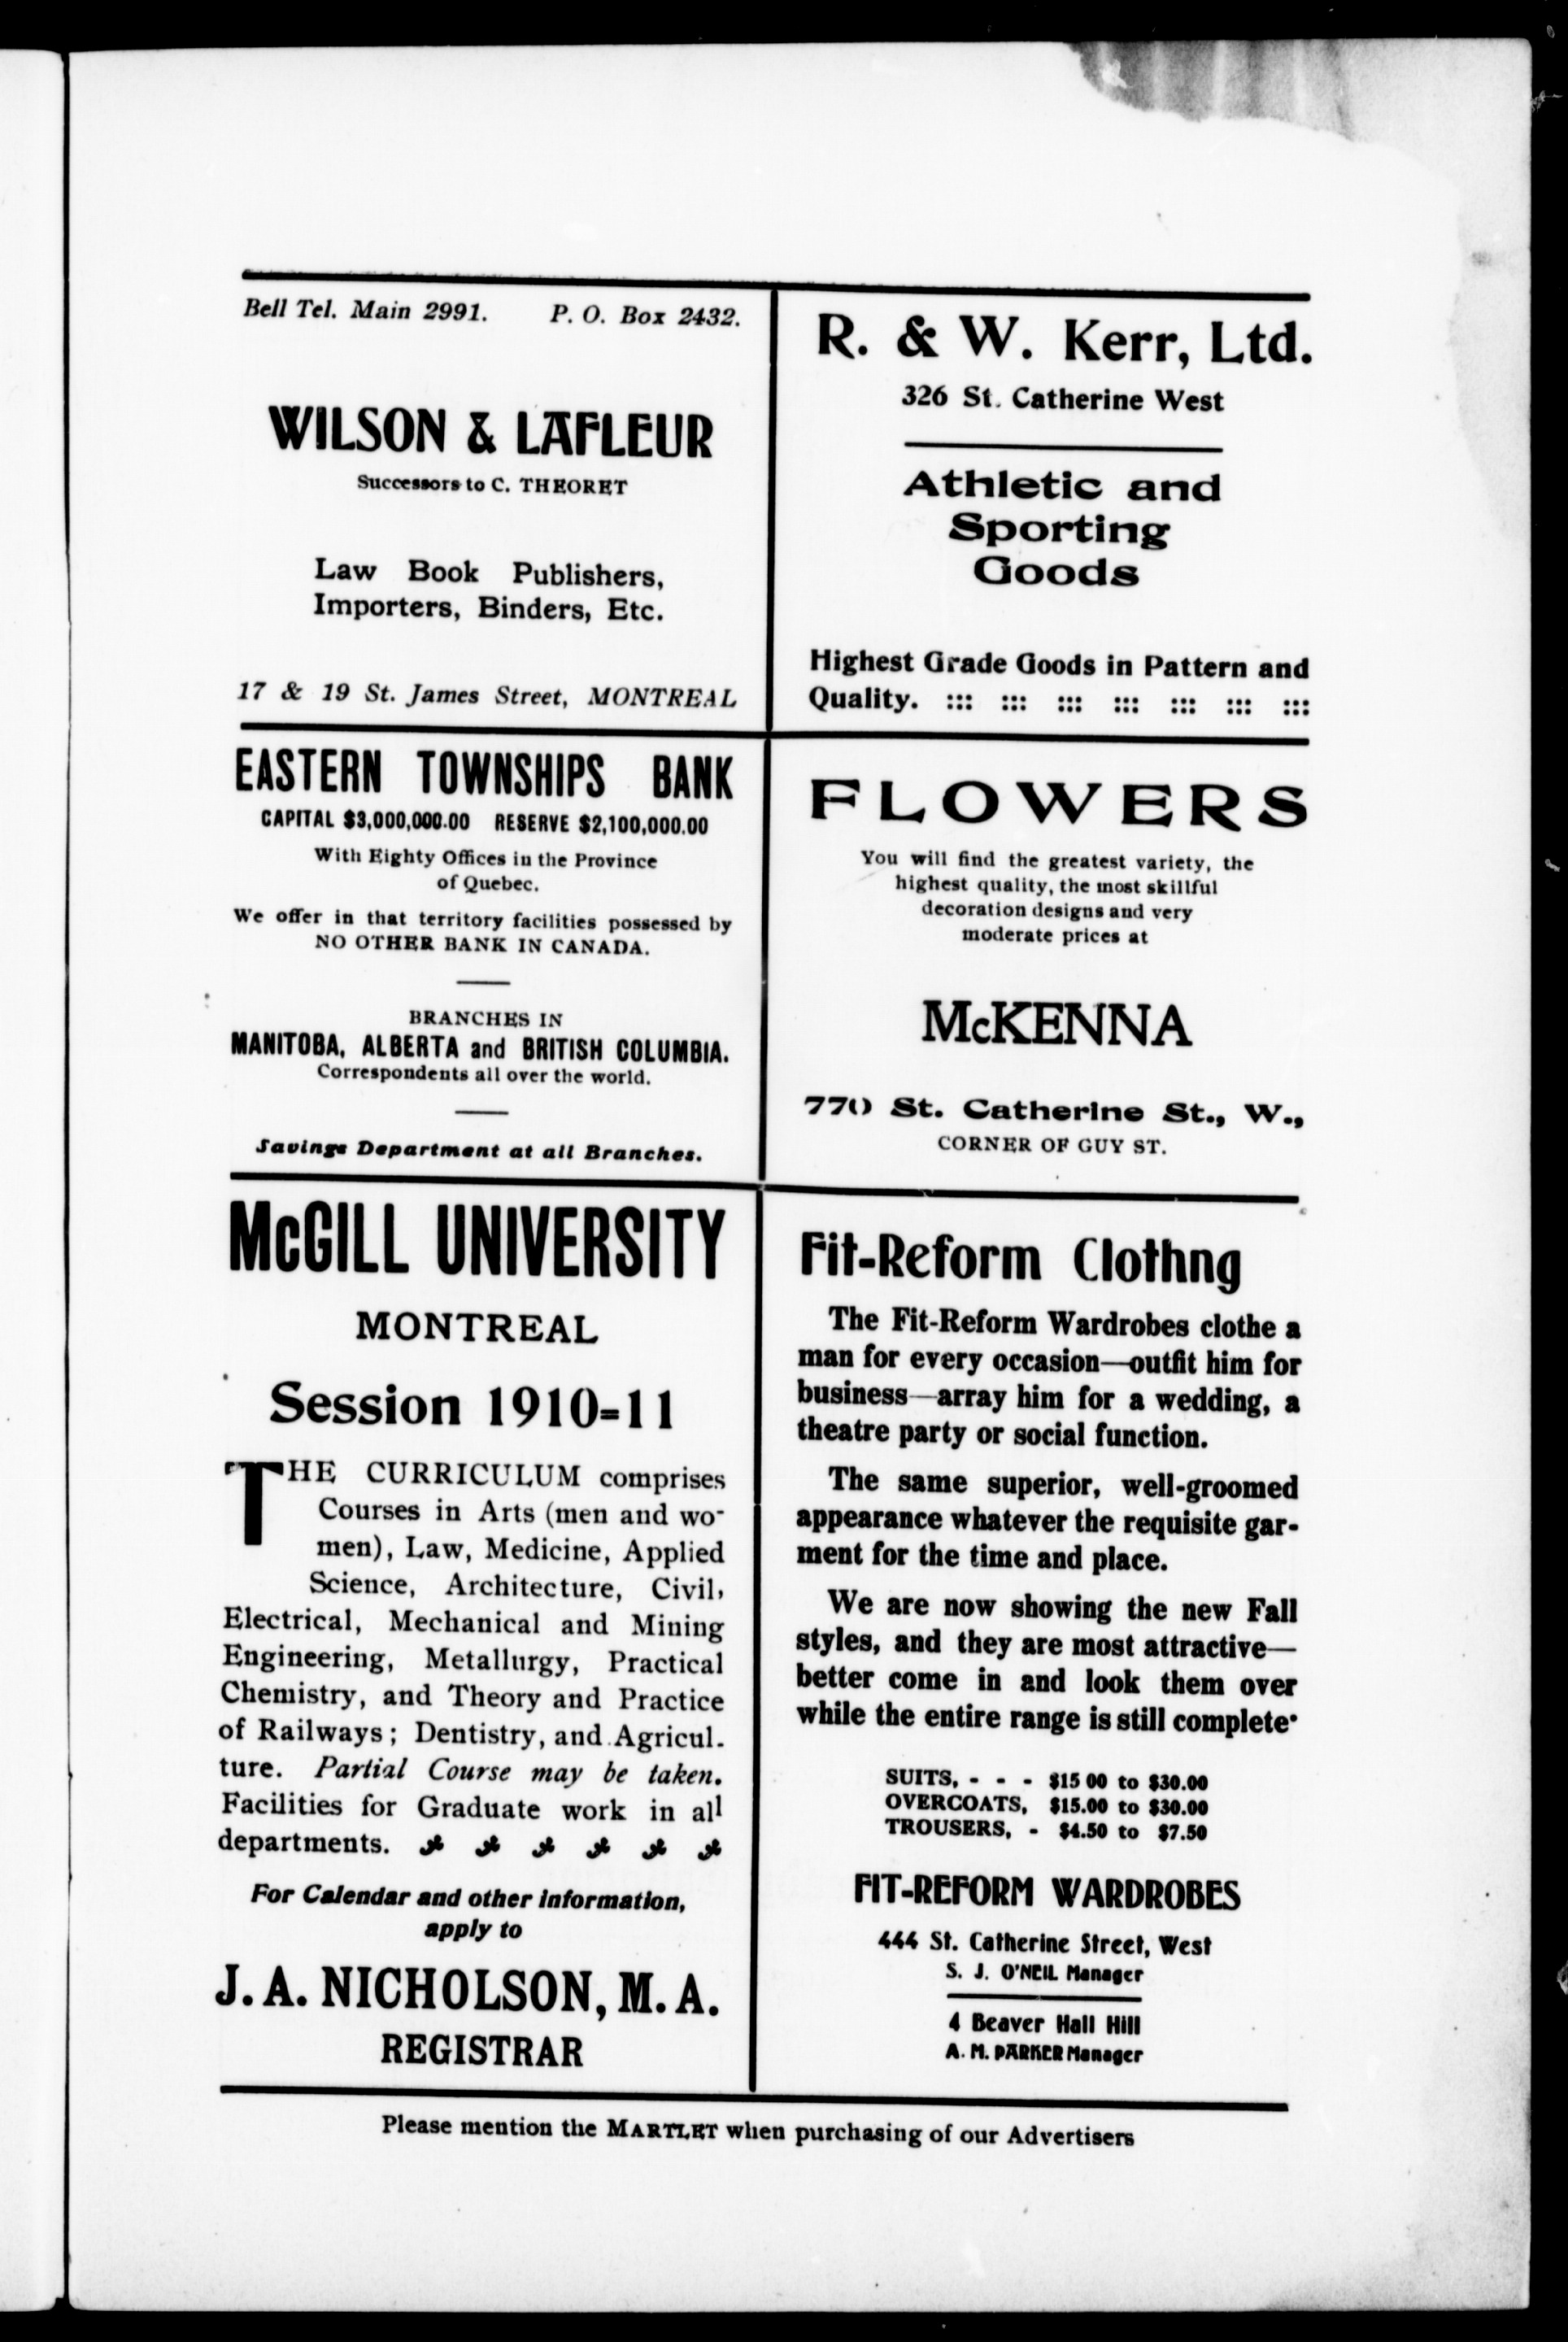 Bell Tel. Main 2991. P. O. Box 2432.
WILSON & LAFLEUR
Successors to C. THEORET
Law Book Publishers,
Importers, Binders, Etc.
17 & 19 St. James Street, MONTREAL
R. & W. Kerr, Ltd.
326 St. Catherine West
Athletic and
Sporting
Goods
Highest Grade Goods in Pattern and
Quality. ::: ::: ::: ::: ::: ::: :::
EASTERN TOWNSHIPS BANK
CAPITAL $3,000,000.00 RESERVE $2,100,000.00
With Eighty Offices in the Province
of Quebec.
We offer in that territory facilities possessed by
NO OTHER BANK IN CANADA.
BRANCHES IN
MANITOBA, ALBERTA and BRITISH COLUMBIA.
Correspondents all over the world.
Savings Department at all Branches.
FLOWERS
You will find the greatest variety, the
highest quality, the most skillful
decoration designs and very
moderate prices at
McKENNA
770 St. Catherine St., W.,
CORNER OF GUY ST.
McGILL UNIVERSITY
MONTREAL
Session 1910=11
THE CURRICULUM comprises
Courses in Arts (men and wo-
men), Law, Medicine, Applied
Science, Architecture, Civil,
Electrical, Mechanical and Mining
Engineering, Metallurgy, Practical
Chemistry, and Theory and Practice
of Railways; Dentistry, and Agricul-
ture. Partial Course may be taken.
Facilities for Graduate work in all
departments.
For Calendar and other information,
apply to
J. A. NICHOLSON, M. A.
REGISTRAR
Fit-Reform Clothng
The Fit-Reform Wardrobes clothe a
man for every occasion—outfit him for
business—array him for a wedding, a
theatre party or social function.
The same superior, well-groomed
appearance whatever the requisite gar-
ment for the time and place.
We are now showing the new Fall
styles, and they are most attractive—
better come in and look them over
while the entire range is still complete.
SUITS, - - - $15 00 to $30.00
OVERCOATS, $15.00 to $30.00
TROUSERS, - $4.50 to $7.50
FIT-REFORM WARDROBES
444 St. Catherine Street, West
S. J. O'NEIL Manager
4 Beaver Hall Hill
A. M. PARKER Manager
Please mention the MARTLET when purchasing of our Advertisers